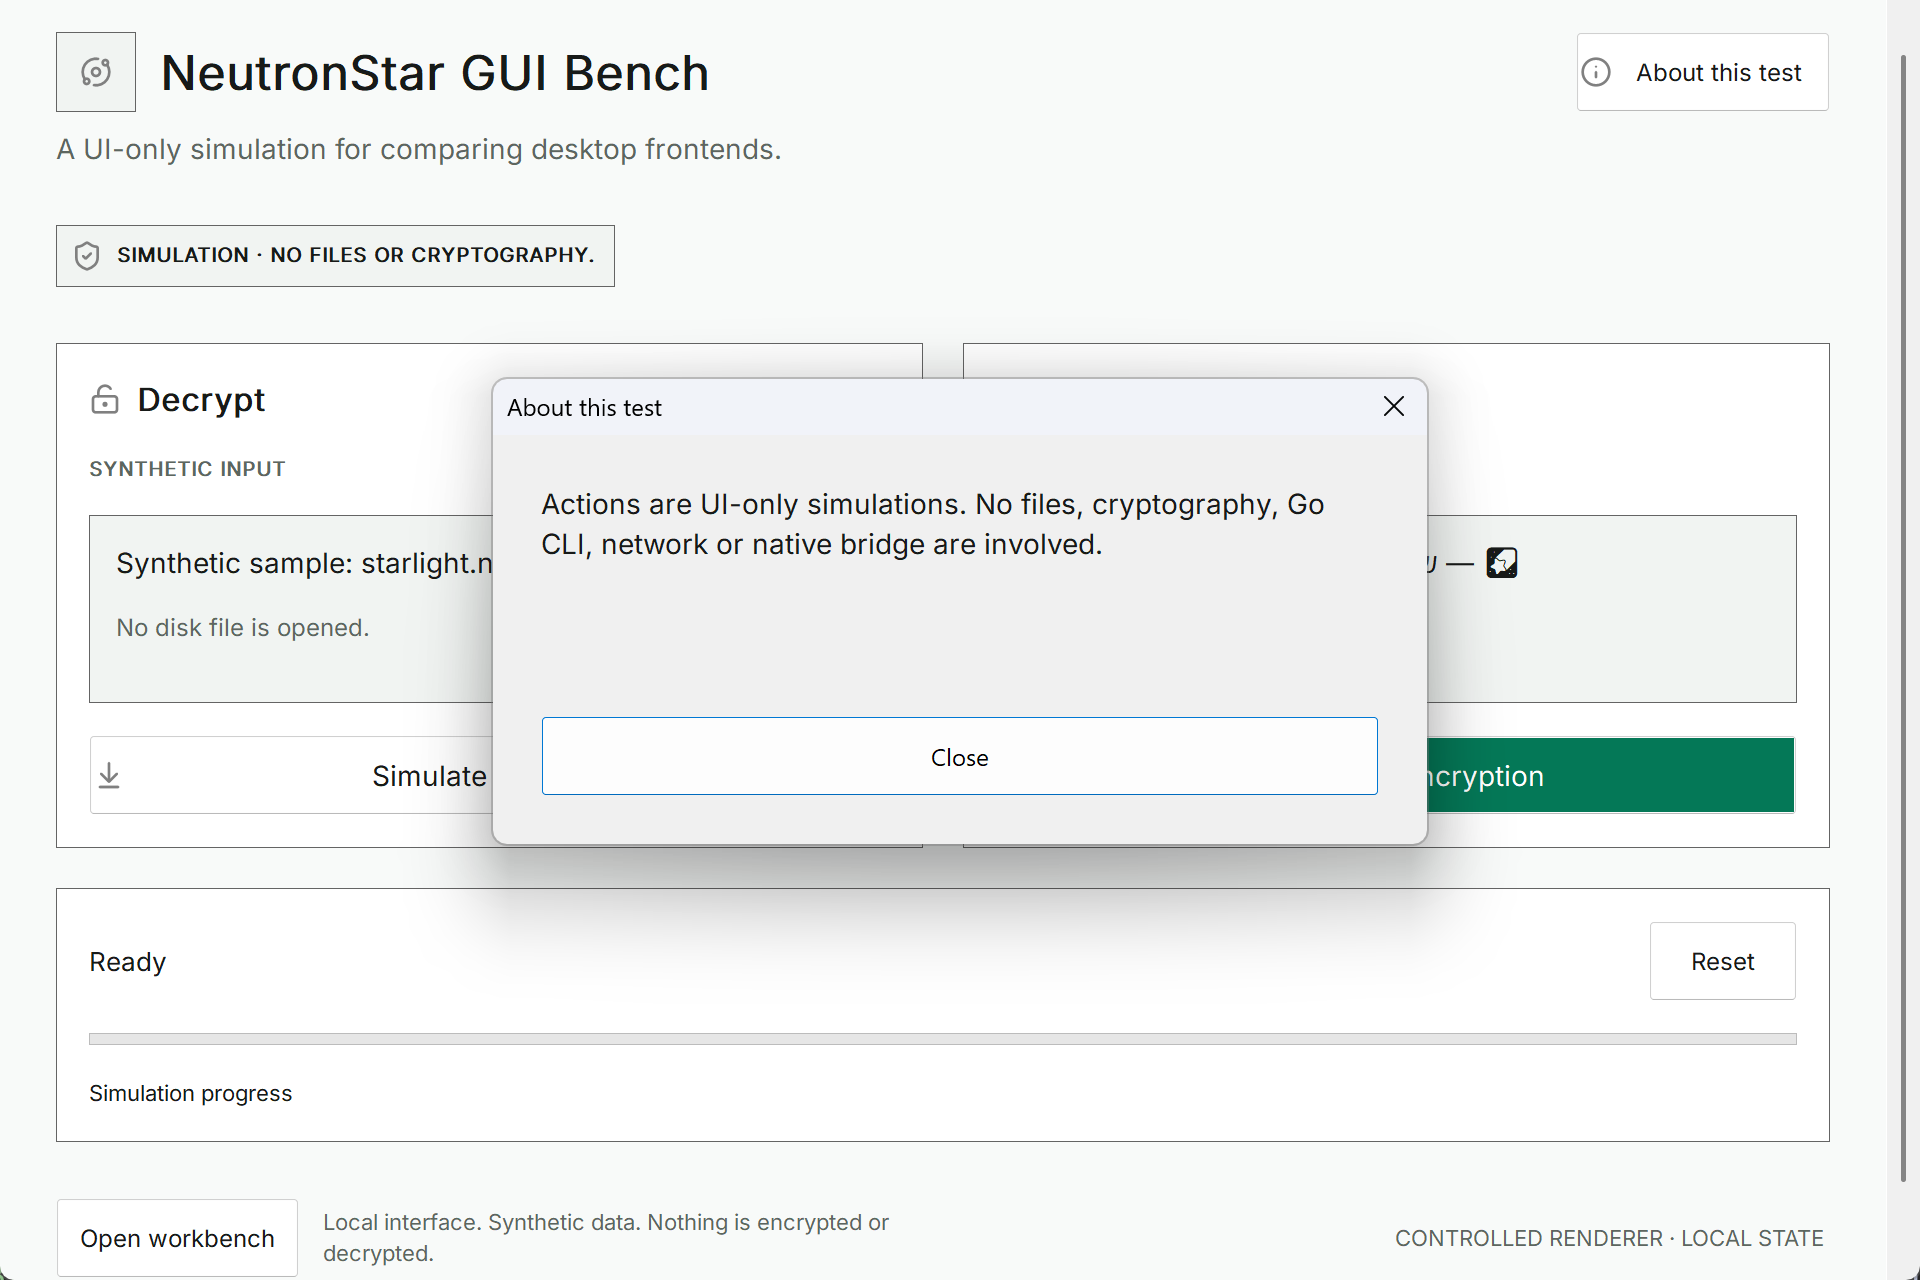 NeutronStar GUI Bench
About this test
A UI-only simulation for comparing desktop frontends.
SIMULATION · NO FILES OR CRYPTOGRAPHY.
Decrypt
SYNTHETIC INPUT
Synthetic sample: starlight.n
No disk file is opened.
Simulate
About this test
Actions are UI-only simulations. No files, cryptography, Go
CLI, network or native bridge are involved.
Close
—
ncryption
Ready
Reset
Simulation progress
Open workbench
Local interface. Synthetic data. Nothing is encrypted or
decrypted.
CONTROLLED RENDERER · LOCAL STATE